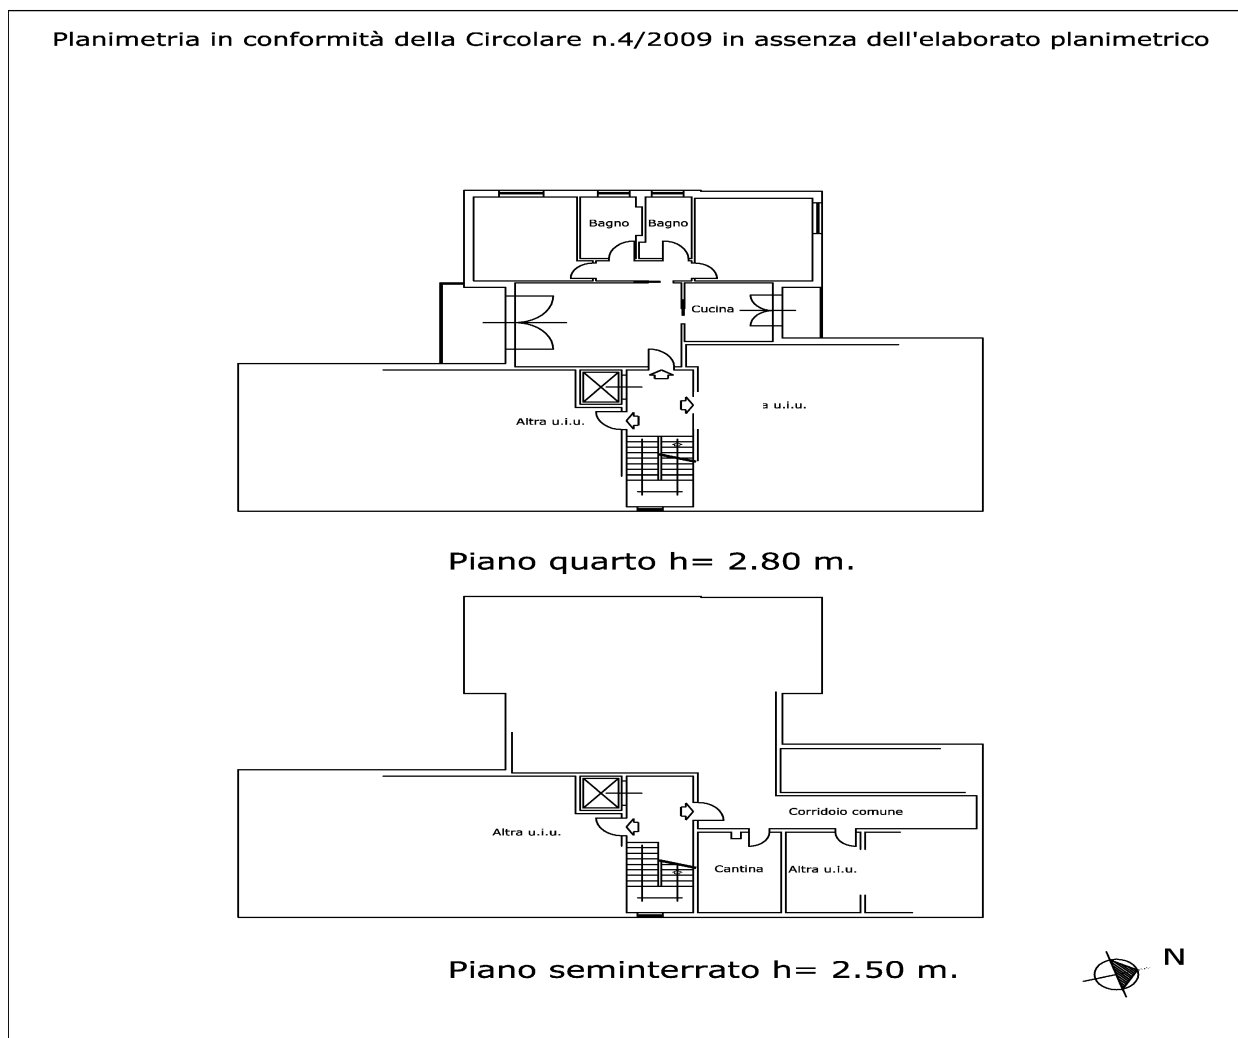 Planimetria in conformità della Circolare n.4/2009 in assenza dell'elaborato planimetrico
Bagno Bagno
Cucina
a u.i.u.
Altra u.i.u.
Piano quarto h= 2.80 m.
Corridoio comune
Altra u.i.u.
Cantina Altra u.i.u.
N
Piano seminterrato h= 2.50 m.